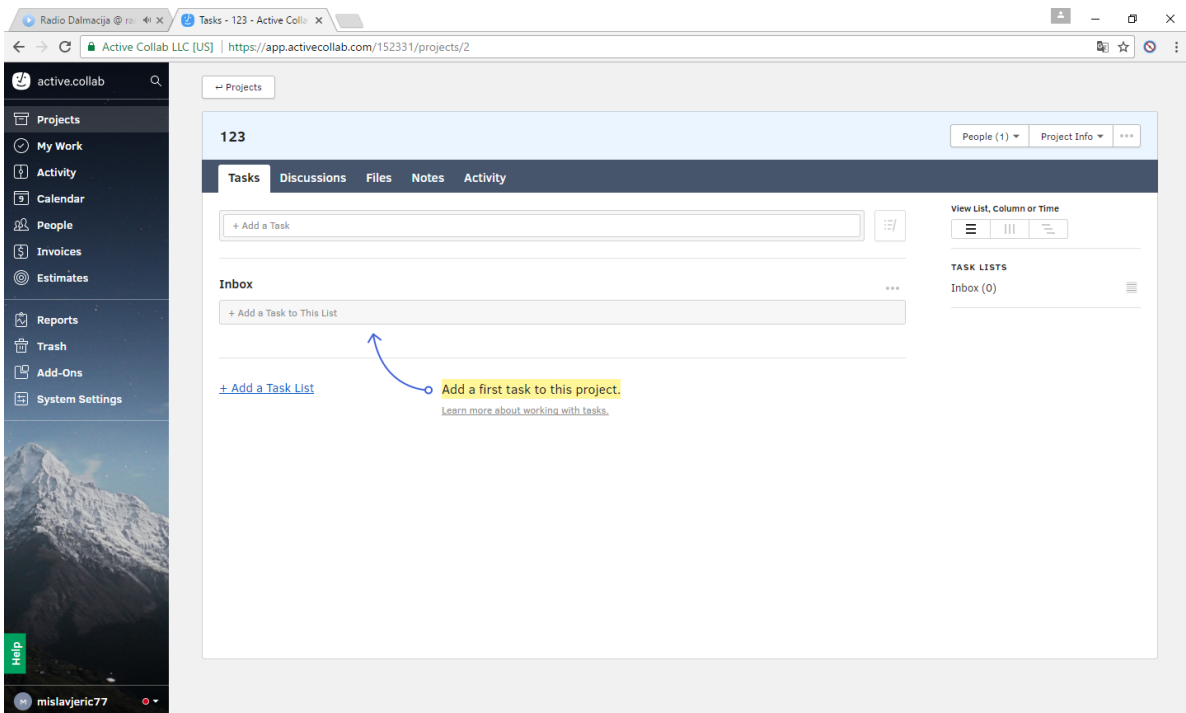 Radio Dalmacija @ ra
Tasks - 123 - Active Colla
Active Collab LLC [US] https://app.activecollab.com/152331/projects/2
active.collab
Projects
My Work
Activity
9 Calendar
People
$ Invoices
Estimates
Reports
Trash
Add-Ons
System Settings
Help
M mislavjeric77
Projects
123
People (1)
Project Info
Tasks Discussions Files Notes Activity
+ Add a Task
Inbox
+ Add a Task to This List
+ Add a Task List
Add a first task to this project.
Learn more about working with tasks.
View List, Column or Time
TASK LISTS
Inbox (0)